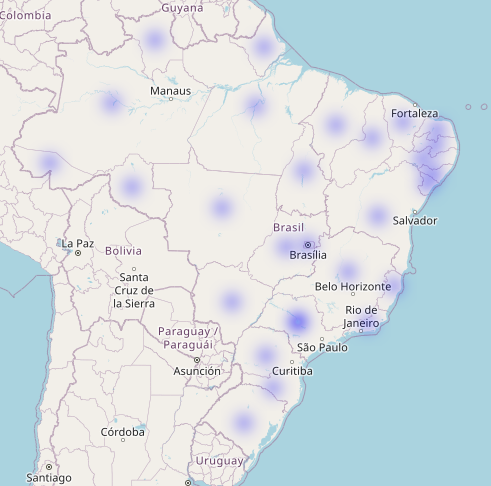 Colombia
Guyana
Manaus
Fortaleza
Salvador
La Paz
Bolivia
Brasil
Brasília
Santa
Cruz de
la Sierra
Belo Horizonte
Rio de
Janeiro
Paraguay /
Paraguái
São Paulo
Asunción
Curitiba
Córdoba
Uruguay
Santiago